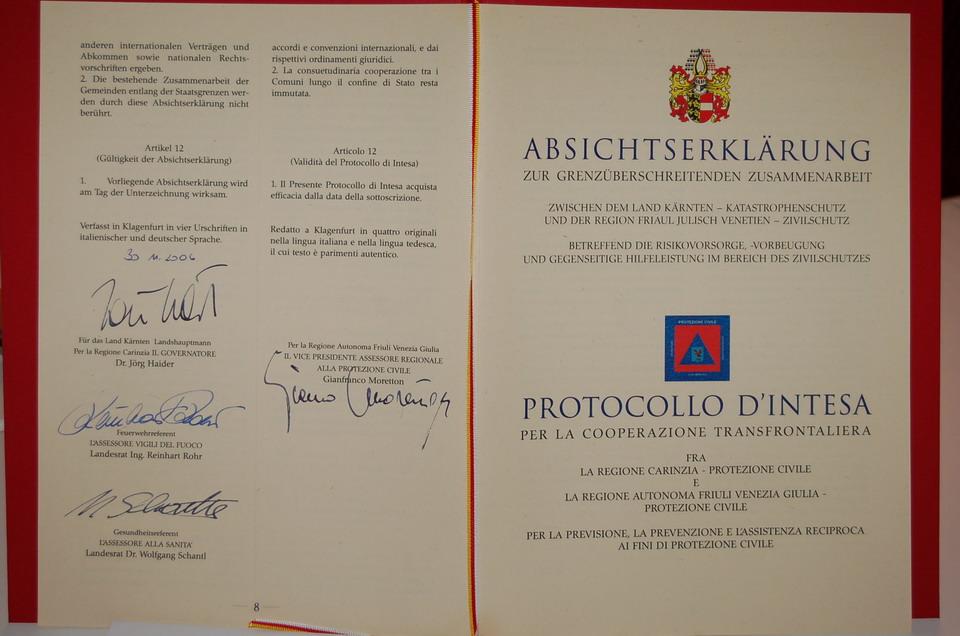 anderen internationalen Verträgen und
Abkommen sowie nationalen Rechts-
vorschriften ergeben.
2. Die bestehende Zusammenarbeit der
Gemeinden entlang der Staatsgrenzen wer-
den durch diese Absichtserklärung nicht
berührt.
Artikel 12
(Gültigkeit der Absichtserklärung)
1. Vorliegende Absichtserklärung wird
am Tag der Unterzeichnung wirksam.
Verfasst in Klagenfurt in vier Urschriften in
italienischer und deutscher Sprache.
30 11. 2006
Für das Land Kärnten Landshauptmann
Per la Regione Carinzia IL GOVERNATORE
Dr. Jörg Haider
Feuerwehrreferent
L'ASSESSORE VIGILI DEL FUOCO
Landesrat Ing. Reinhart Rohr
Gesundheitsreferent
L'ASSESSORE ALLA SANITA'
Landesrat Dr. Wolfgang Schantl
accordi e convenzioni internazionali, e dai
rispettivi ordinamenti giuridici.
2. La consuetudinaria cooperazione tra i
Comuni lungo il confine di Stato resta
immutata.
Articolo 12
(Validità del Protocollo di Intesa)
1. Il Presente Protocollo di Intesa acquista
efficacia dalla data della sottoscrizione.
Redatto a Klagenfurt in quattro originali
nella lingua italiana e nella lingua tedesca,
il cui testo è parimenti autentico.
Per la Regione Autonoma Friuli Venezia Giulia
IL VICE PRESIDENTE ASSESSORE REGIONALE
ALLA PROTEZIONE CIVILE
Gianfranco Moretton
8
ABSICHTSERKLÄRUNG
ZUR GRENZÜBERSCHREITENDEN ZUSAMMENARBEIT
ZWISCHEN DEM LAND KÄRNTEN – KATASTROPHENSCHUTZ
UND DER REGION FRIAUL JULISCH VENETIEN – ZIVILSCHUTZ
BETREFFEND DIE RISIKOVORSORGE, -VORBEUGUNG
UND GEGENSEITIGE HILFELEISTUNG IM BEREICH DES ZIVILSCHUTZES
PROTEZIONE CIVILE
PROTOCOLLO D'INTESA
PER LA COOPERAZIONE TRANSFRONTALIERA
FRA
LA REGIONE CARINZIA - PROTEZIONE CIVILE
E
LA REGIONE AUTONOMA FRIULI VENEZIA GIULIA -
PROTEZIONE CIVILE
PER LA PREVISIONE, LA PREVENZIONE E L'ASSISTENZA RECIPROCA
AI FINI DI PROTEZIONE CIVILE